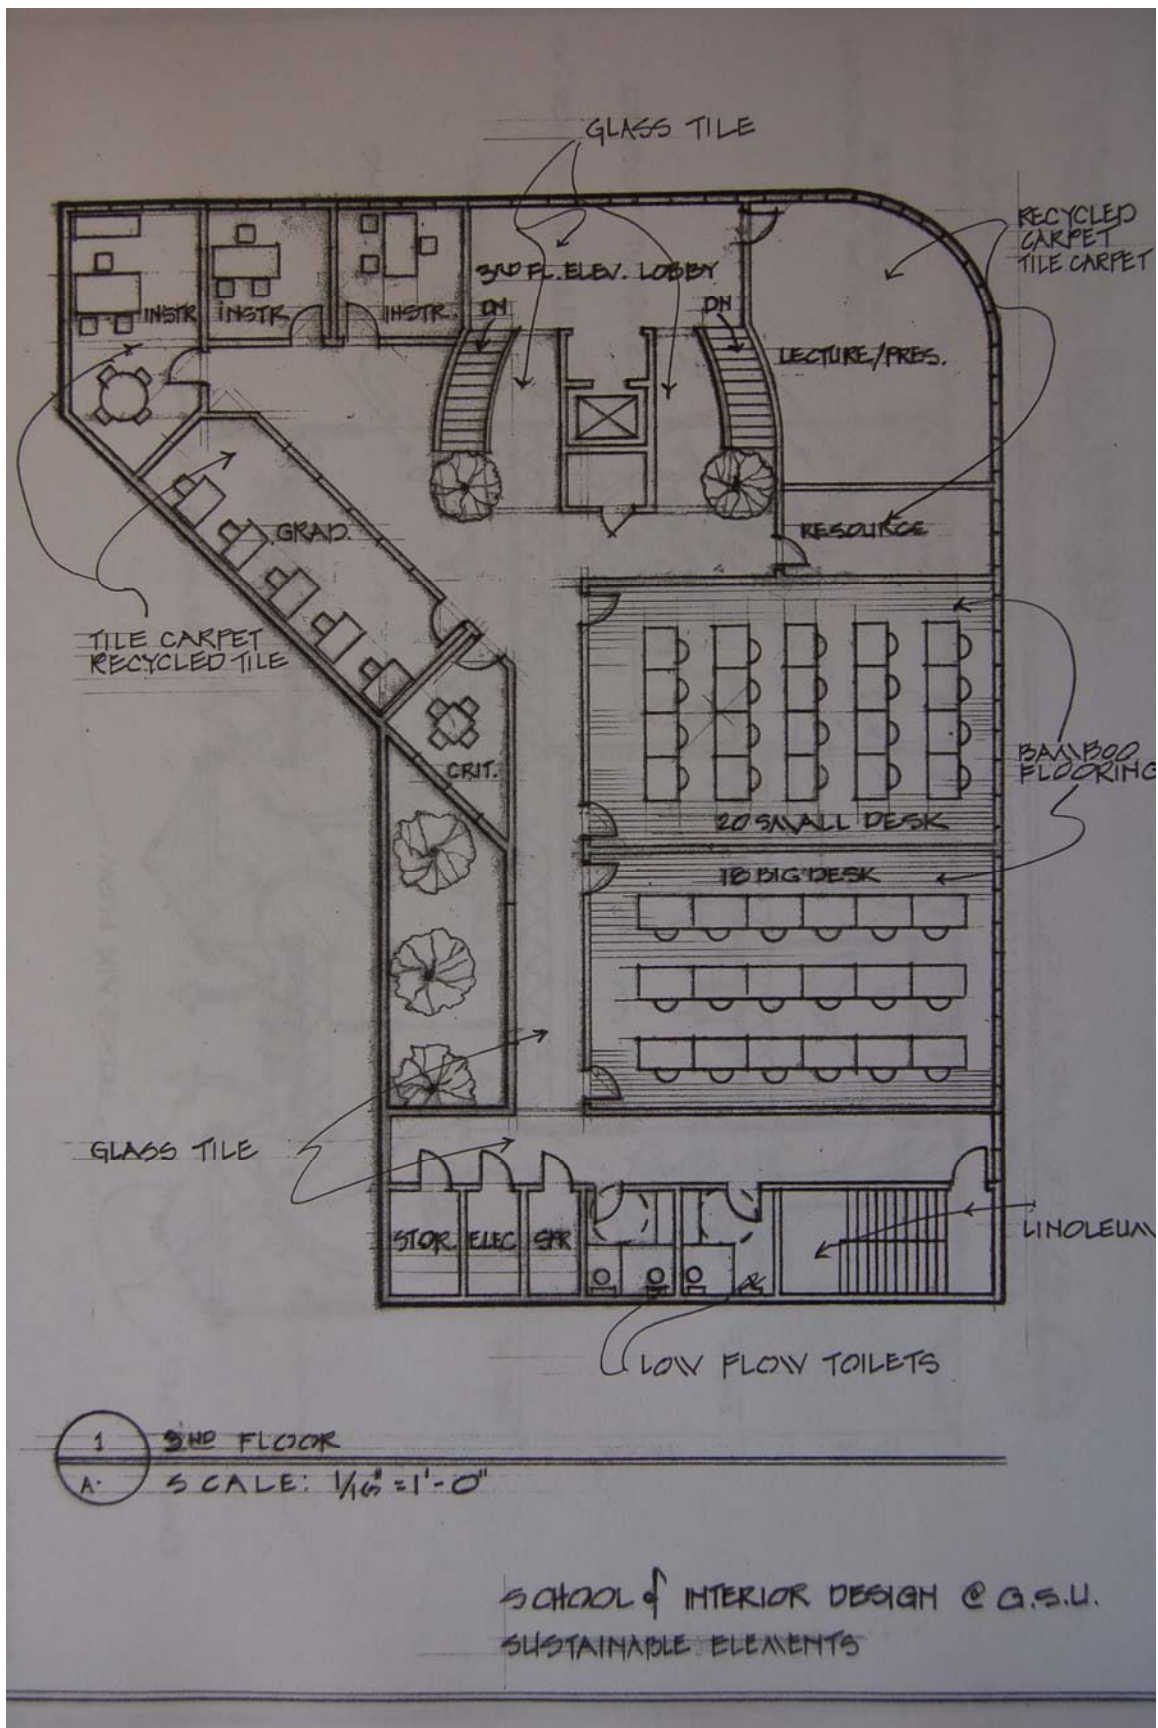 GLASS TILE
RECYCLED
CARPET
TILE CARPET
3RD FL. ELEV. LOBBY
INSTR
INSTR.
INSTR.
DN
DN
LECTURE/PRES.
GRAD.
RESOURCE
TILE CARPET
RECYCLED TILE
BAMBOO
FLOORING
CRIT.
20 SMALL DESK
18 BIG DESK
GLASS TILE
STOR.
ELEC
LINOLEUM
LOW FLOW TOILETS
1
FLOOR
A.
SCALE: 1/16" = 1'-0"
SCHOOL of INTERIOR DESIGN @ G.S.U.
SUSTAINABLE ELEMENTS